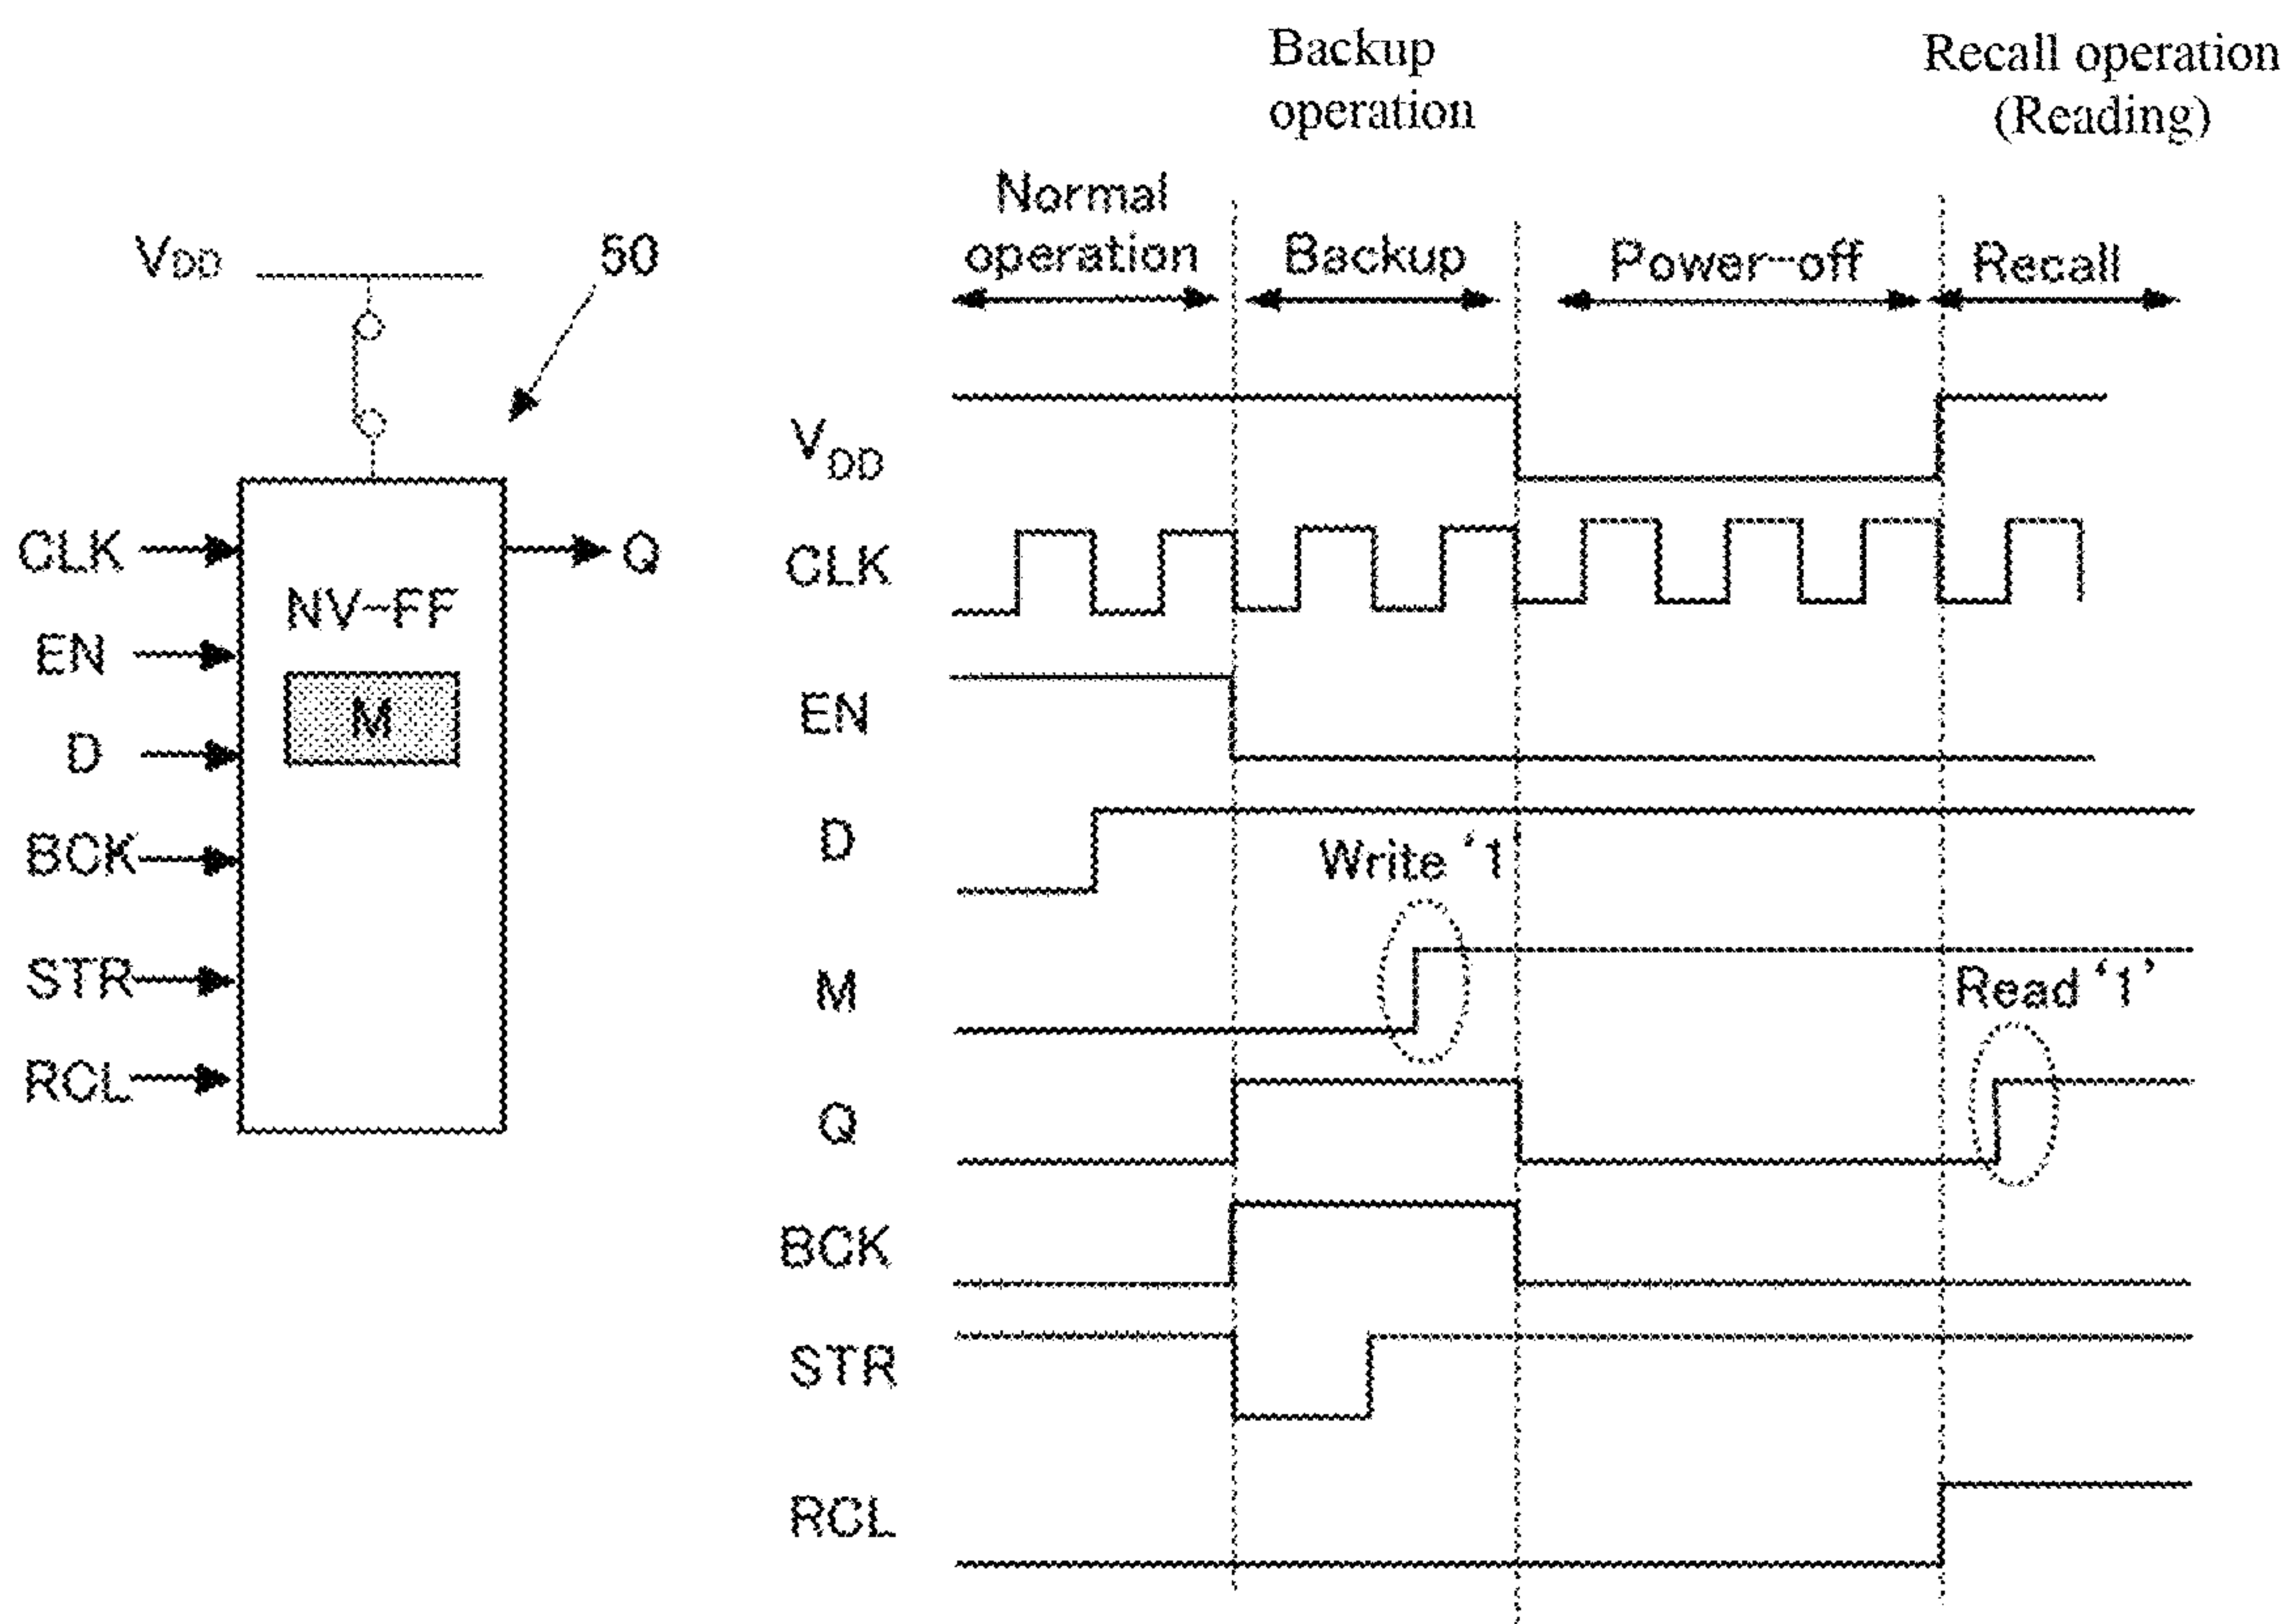 Backup
operation
Recall operation
(Reading)
Normal
operation
Backup
Power-off
Recall
VDD
50
CLK
EN
D
BCK
STR
RCL
NV-FF
M
Q
VDD
CLK
EN
D
Write '1'
M
Read '1'
Q
BCK
STR
RCL